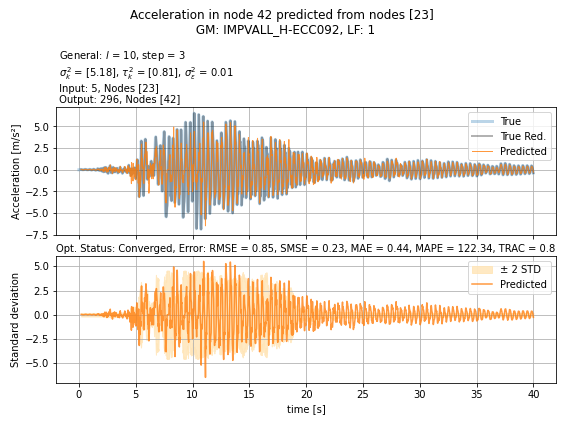 Acceleration in node 42 predicted from nodes [23]
GM: IMPVALL_H-ECC092, LF: 1
General: l = 10, step = 3
σ²ₖ = [5.18], τ²ₖ = [0.81], σ²ₑ = 0.01
Input: 5, Nodes [23]
Output: 296, Nodes [42]
Acceleration [m/s²]
5.0
2.5
0.0
−2.5
−5.0
−7.5
True
True Red.
Predicted
Opt. Status: Converged, Error: RMSE = 0.85, SMSE = 0.23, MAE = 0.44, MAPE = 122.34, TRAC = 0.8
Standard deviation
5.0
2.5
0.0
−2.5
−5.0
± 2 STD
Predicted
0 5 10 15 20 25 30 35 40
time [s]